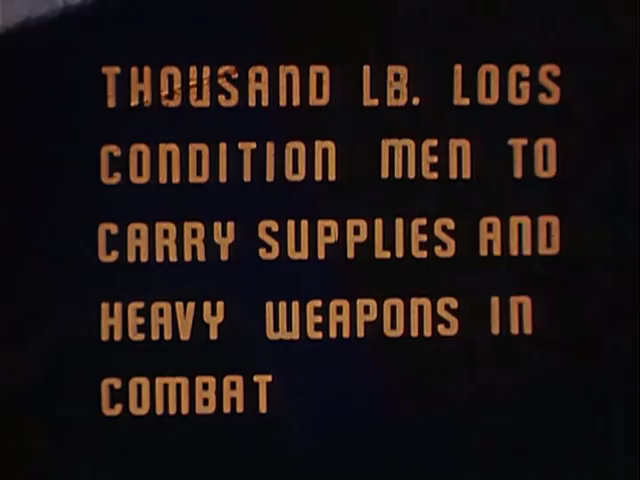 THOUSAND LB. LOGS
CONDITION MEN TO
CARRY SUPPLIES AND
HEAVY WEAPONS IN
COMBAT